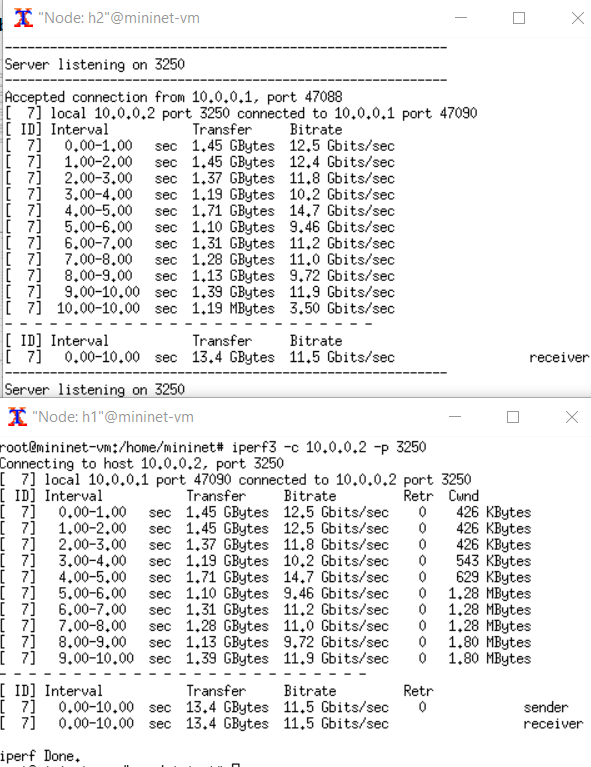 "Node: h2"@mininet-vm
-----------------------------------------------------------
Server listening on 3250
-----------------------------------------------------------
Accepted connection from 10.0.0.1, port 47088
[  7] local 10.0.0.2 port 3250 connected to 10.0.0.1 port 47090
[ ID] Interval           Transfer     Bitrate
[  7]   0.00-1.00   sec  1.45 GBytes  12.5 Gbits/sec
[  7]   1.00-2.00   sec  1.45 GBytes  12.4 Gbits/sec
[  7]   2.00-3.00   sec  1.37 GBytes  11.8 Gbits/sec
[  7]   3.00-4.00   sec  1.19 GBytes  10.2 Gbits/sec
[  7]   4.00-5.00   sec  1.71 GBytes  14.7 Gbits/sec
[  7]   5.00-6.00   sec  1.10 GBytes  9.46 Gbits/sec
[  7]   6.00-7.00   sec  1.31 GBytes  11.2 Gbits/sec
[  7]   7.00-8.00   sec  1.28 GBytes  11.0 Gbits/sec
[  7]   8.00-9.00   sec  1.13 GBytes  9.72 Gbits/sec
[  7]   9.00-10.00  sec  1.39 GBytes  11.9 Gbits/sec
[  7]  10.00-10.00  sec  1.19 MBytes  3.50 Gbits/sec
- - - - - - - - - - - - - - - - - - - - - - - - -
[ ID] Interval           Transfer     Bitrate
[  7]   0.00-10.00  sec  13.4 GBytes  11.5 Gbits/sec                  receiver
-----------------------------------------------------------
Server listening on 3250
"Node: h1"@mininet-vm
root@mininet-vm:/home/mininet# iperf3 -c 10.0.0.2 -p 3250
Connecting to host 10.0.0.2, port 3250
[  7] local 10.0.0.1 port 47090 connected to 10.0.0.2 port 3250
[ ID] Interval           Transfer     Bitrate         Retr  Cwnd
[  7]   0.00-1.00   sec  1.45 GBytes  12.5 Gbits/sec    0    426 KBytes
[  7]   1.00-2.00   sec  1.45 GBytes  12.5 Gbits/sec    0    426 KBytes
[  7]   2.00-3.00   sec  1.37 GBytes  11.8 Gbits/sec    0    426 KBytes
[  7]   3.00-4.00   sec  1.19 GBytes  10.2 Gbits/sec    0    543 KBytes
[  7]   4.00-5.00   sec  1.71 GBytes  14.7 Gbits/sec    0    629 KBytes
[  7]   5.00-6.00   sec  1.10 GBytes  9.46 Gbits/sec    0   1.28 MBytes
[  7]   6.00-7.00   sec  1.31 GBytes  11.2 Gbits/sec    0   1.28 MBytes
[  7]   7.00-8.00   sec  1.28 GBytes  11.0 Gbits/sec    0   1.28 MBytes
[  7]   8.00-9.00   sec  1.13 GBytes  9.72 Gbits/sec    0   1.80 MBytes
[  7]   9.00-10.00  sec  1.39 GBytes  11.9 Gbits/sec    0   1.80 MBytes
- - - - - - - - - - - - - - - - - - - - - - - - -
[ ID] Interval           Transfer     Bitrate         Retr
[  7]   0.00-10.00  sec  13.4 GBytes  11.5 Gbits/sec    0             sender
[  7]   0.00-10.00  sec  13.4 GBytes  11.5 Gbits/sec                  receiver
iperf Done.